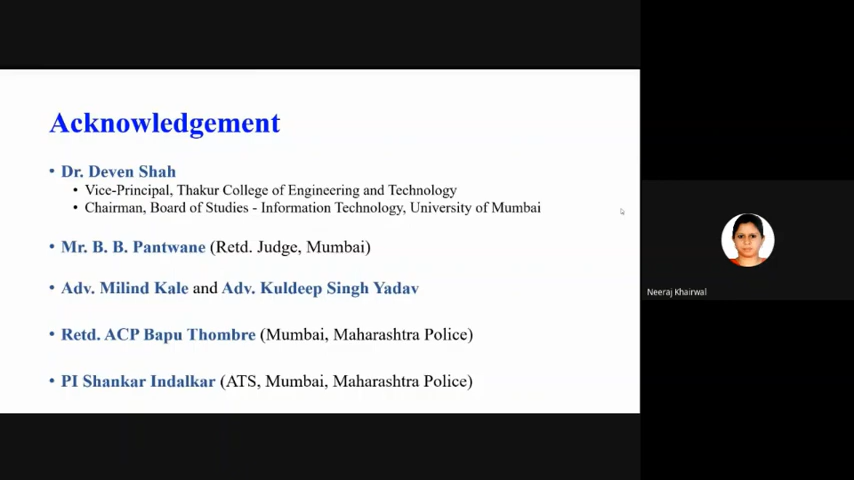 Acknowledgement
• Dr. Deven Shah
• Vice-Principal, Thakur College of Engineering and Technology
• Chairman, Board of Studies - Information Technology, University of Mumbai
• Mr. B. B. Pantwane (Retd. Judge, Mumbai)
• Adv. Milind Kale and Adv. Kuldeep Singh Yadav
• Retd. ACP Bapu Thombre (Mumbai, Maharashtra Police)
• PI Shankar Indalkar (ATS, Mumbai, Maharashtra Police)
Neeraj Khairwal